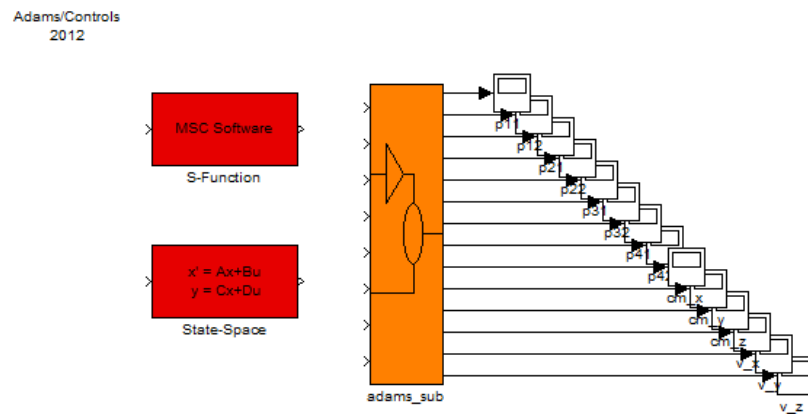 Adams/Controls
2012
MSC Software
S-Function
x' = Ax+Bu
y = Cx+Du
State-Space
adams_sub
p11
p12
p21
p22
p31
p32
p41
p42
cm_x
cm_y
cm_z
v_x
v_y
v_z